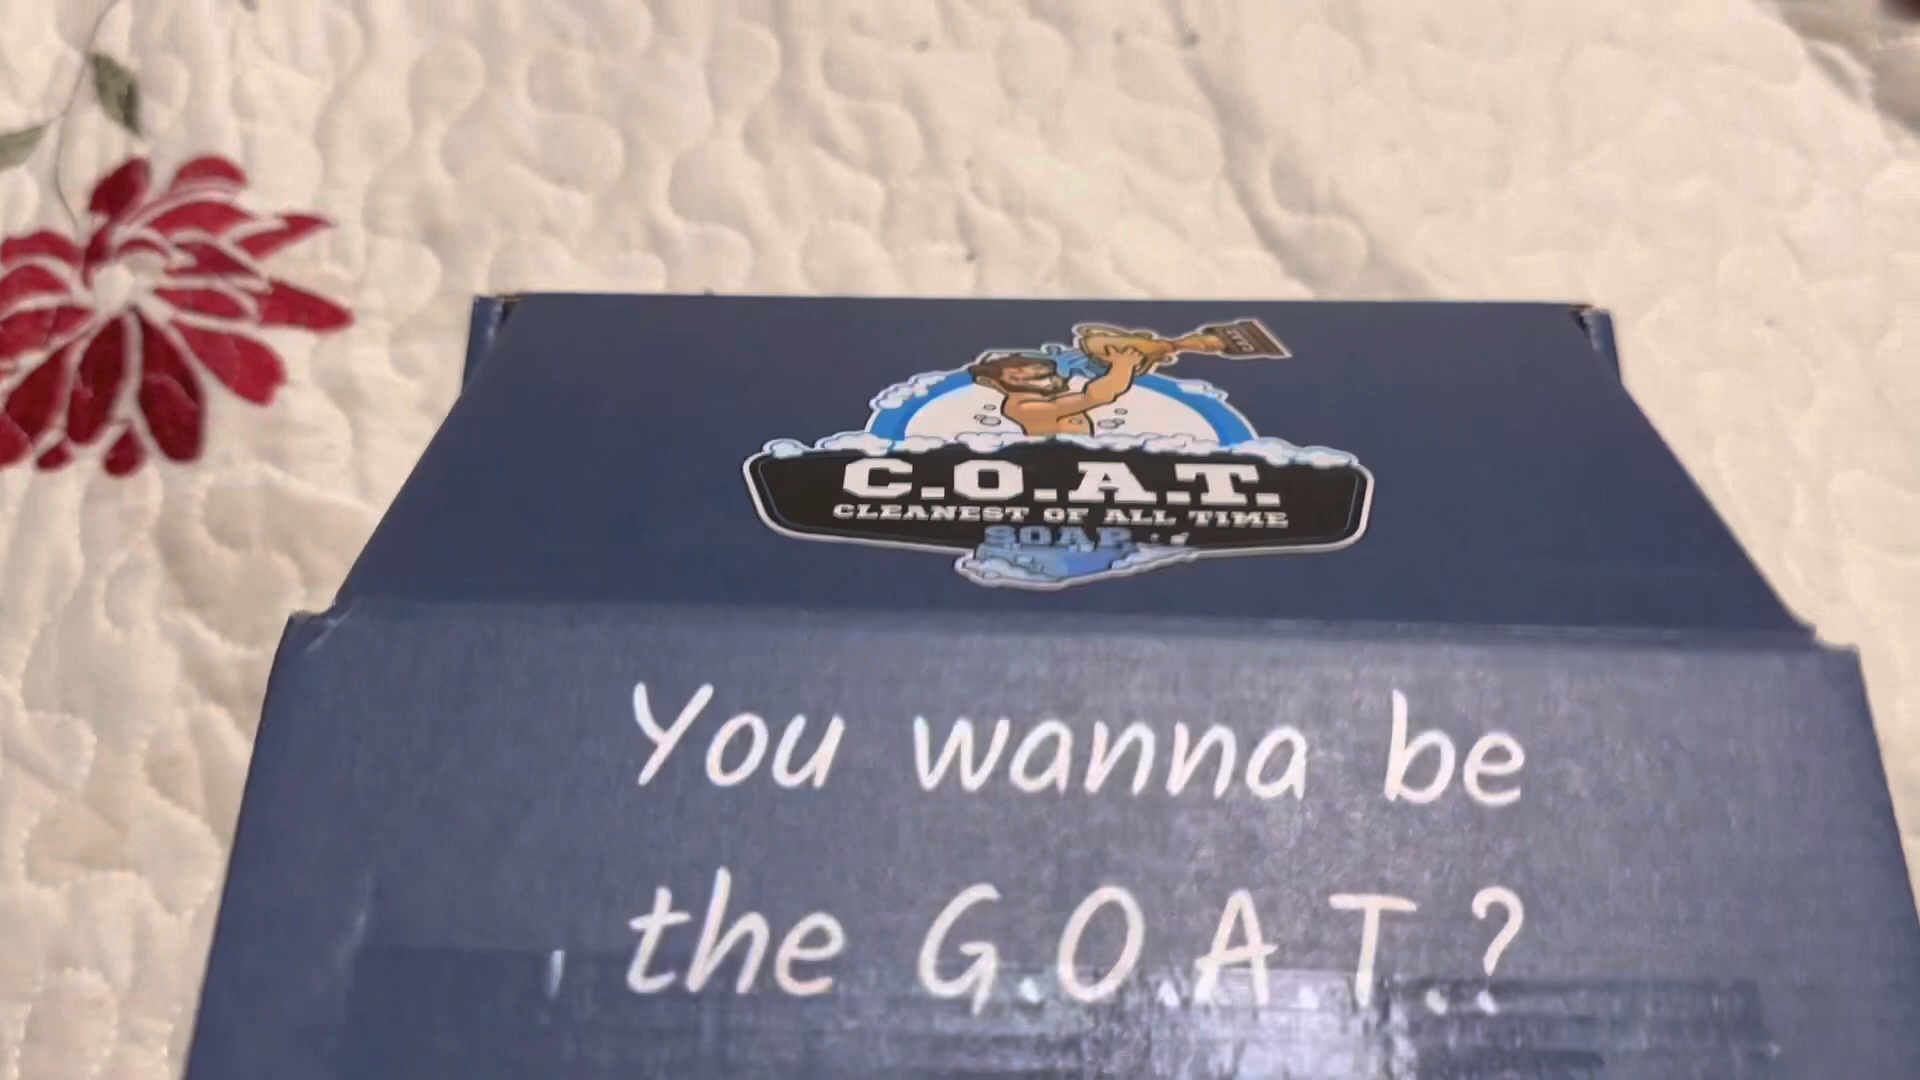 C.O.A.T.
CLEANEST OF ALL TIME
SOAP
You wanna be
the G.O.A.T.?